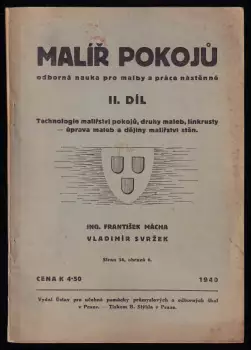 MALÍŘ POKOJŮ
odborná nauka pro malby a práce nástěnné
II. DÍL
Technologie malířství pokojů, druhy maleb, linkrusty
— úprava maleb a dějiny malířství stěn.
ING. FRANTIŠEK MÁCHA
VLADIMÍR SVRŽEK
Stran 56, obrázků 6.
CENA K 4·50 1940
Vydal Ústav pro učebné pomůcky průmyslových a odborných škol
v Praze. — Tiskem B. Stýbla v Praze.